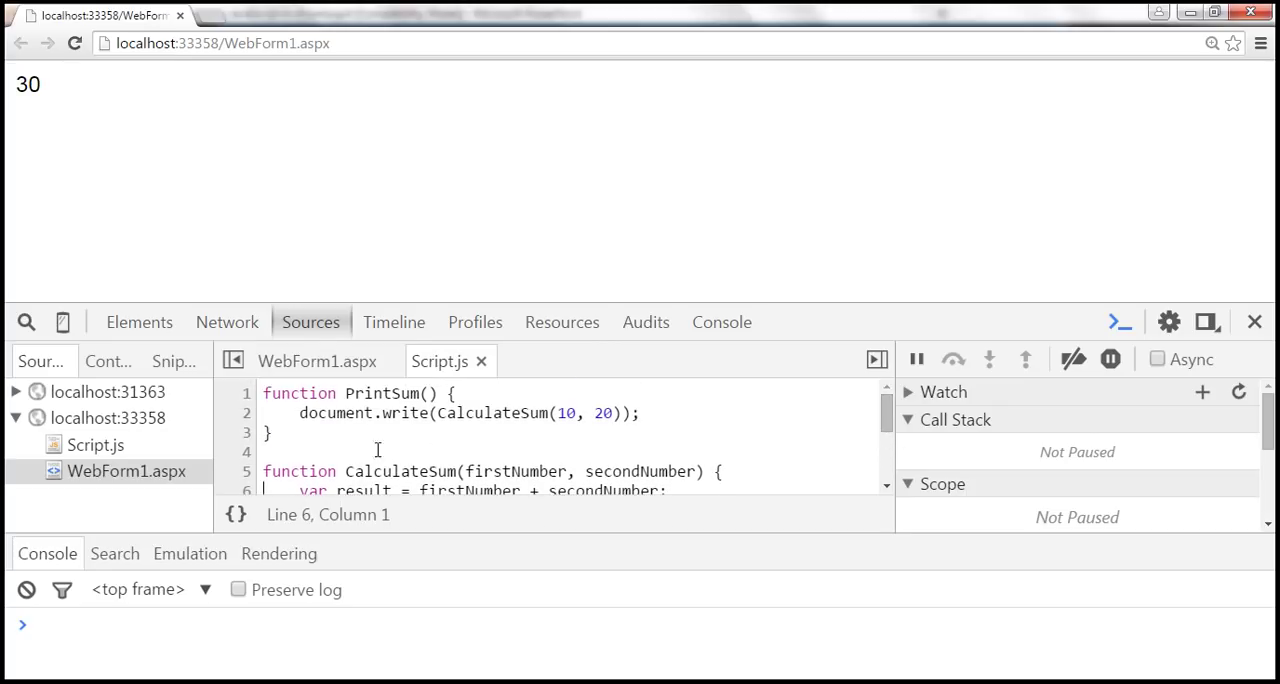 localhost:33358/WebForm
localhost:33358/WebForm1.aspx
30
Elements Network Sources Timeline Profiles Resources Audits Console
Sour... Cont... Snip... WebForm1.aspx Script.js Async
localhost:31363
localhost:33358
Script.js
WebForm1.aspx
1 function PrintSum() {
2 document.write(CalculateSum(10, 20));
3 }
4
5 function CalculateSum(firstNumber, secondNumber) {
6 var result = firstNumber + secondNumber;
{} Line 6, Column 1
Watch
Call Stack
Not Paused
Scope
Not Paused
Console Search Emulation Rendering
<top frame> Preserve log